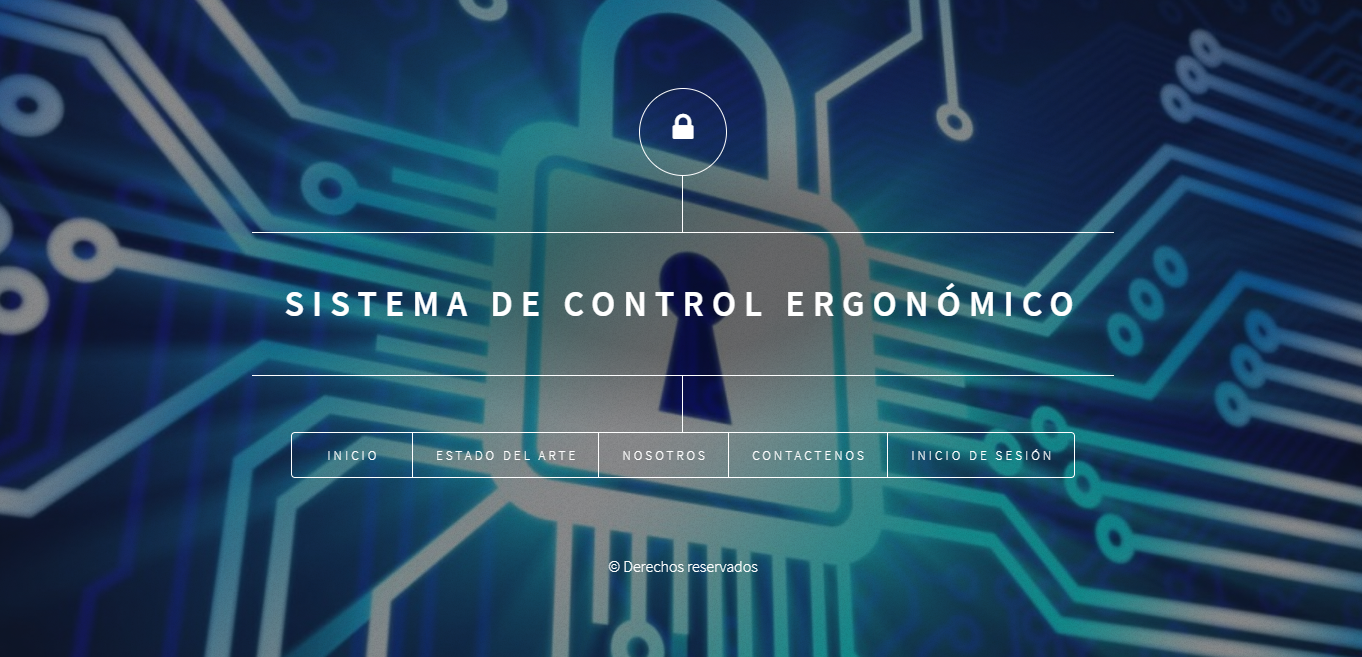 SISTEMA DE CONTROL ERGONÓMICO
INICIO ESTADO DEL ARTE NOSOTROS CONTACTENOS INICIO DE SESIÓN
© Derechos reservados